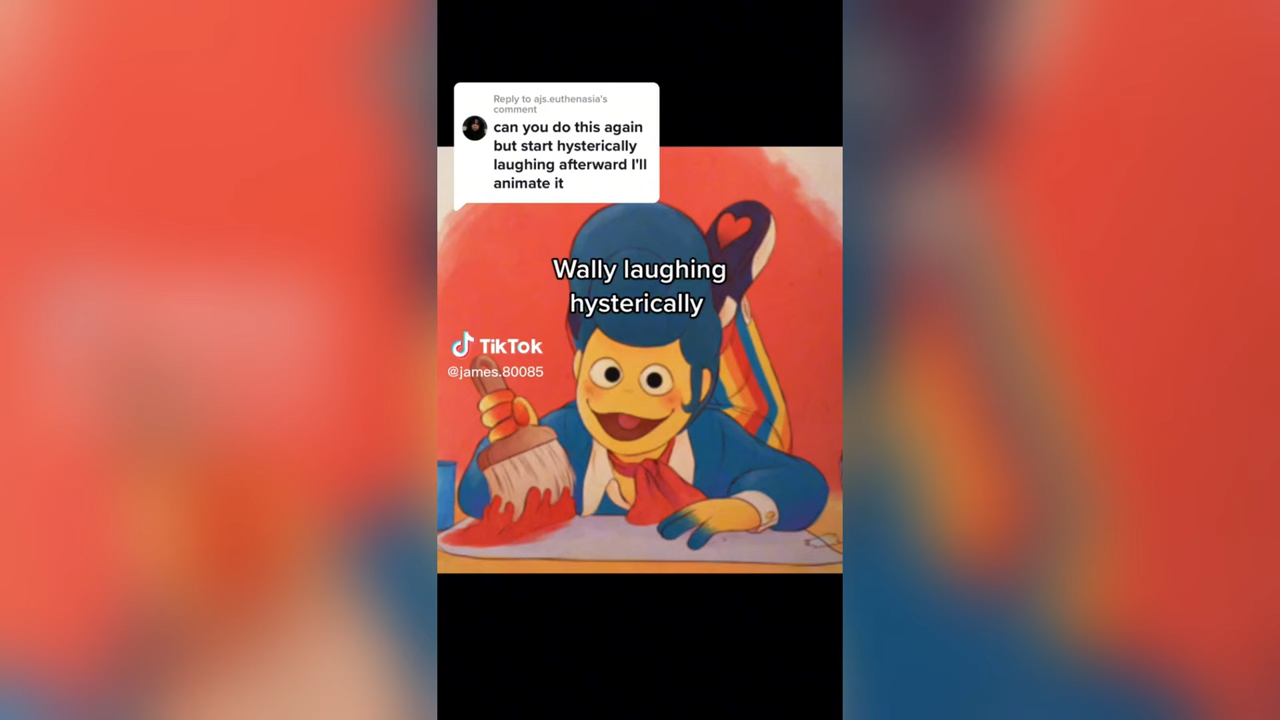 Reply to ajs.euthenasia's
comment
can you do this again
but start hysterically
laughing afterward I'll
animate it
Wally laughing
hysterically
TikTok
@james.80085